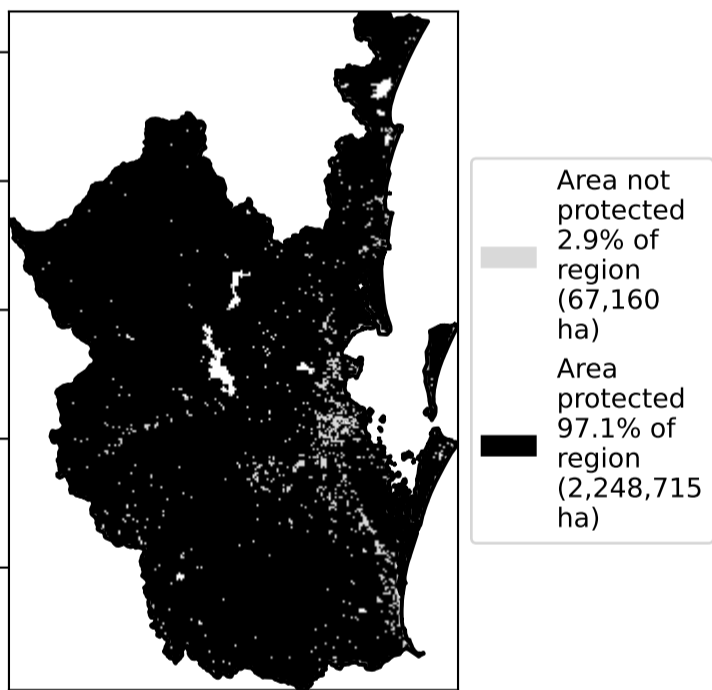 Area not
protected
2.9% of
region
(67,160
ha)
Area
protected
97.1% of
region
(2,248,715
ha)